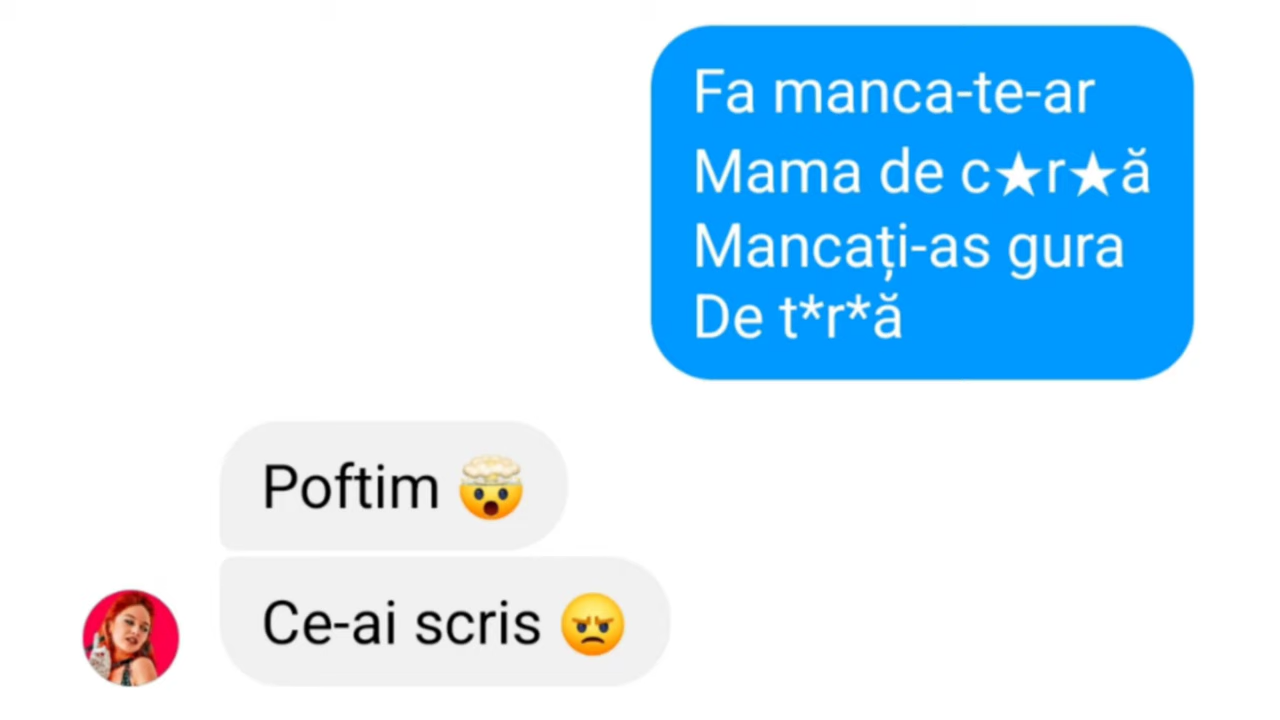 Fa manca-te-ar
Mama de c★r★ă
Mancați-as gura
De t*r*ă
Poftim 🤯
Ce-ai scris 😠